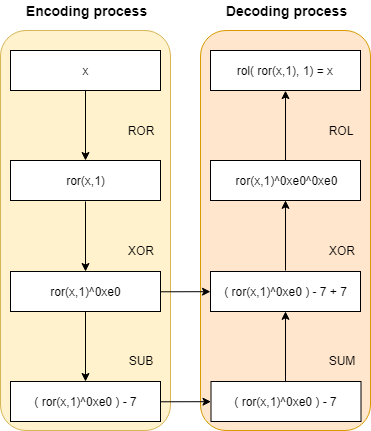 Encoding process
x
ROR
ror(x,1)
XOR
ror(x,1)^0xe0
SUB
( ror(x,1)^0xe0 ) - 7
Decoding process
rol( ror(x,1), 1) = x
ROL
ror(x,1)^0xe0^0xe0
XOR
( ror(x,1)^0xe0 ) - 7 + 7
SUM
( ror(x,1)^0xe0 ) - 7